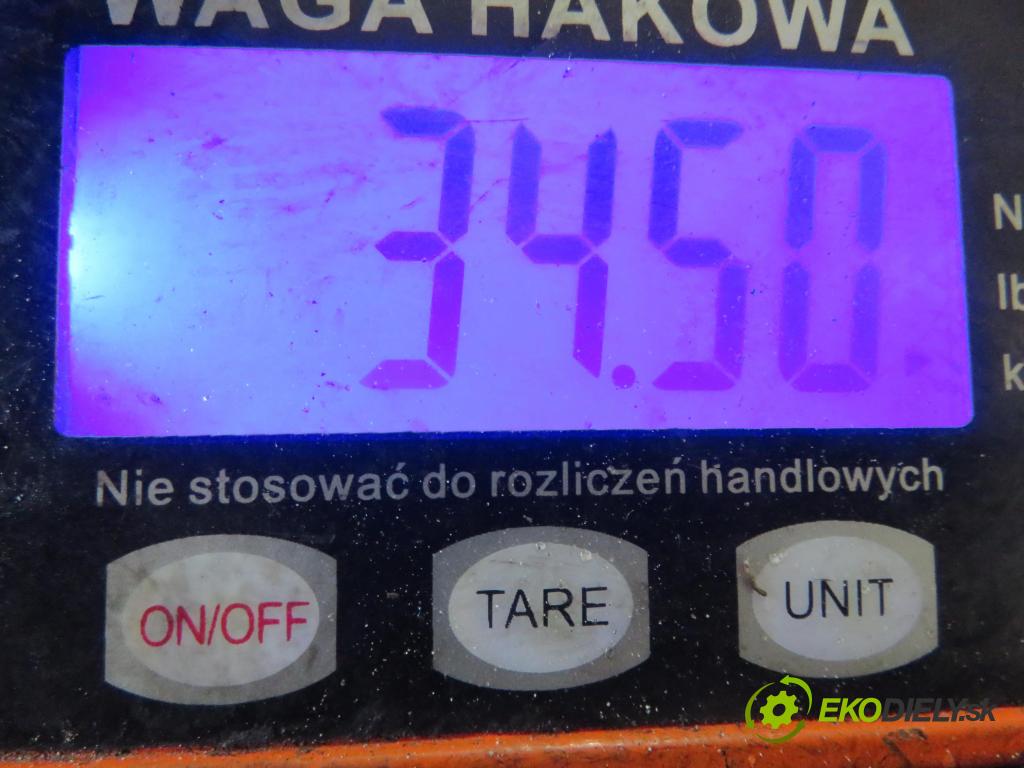 WAGA HAKOWA
34.50
N
lb
k
Nie stosować do rozliczeń handlowych
ON/OFF
TARE
UNIT
EKODIELY.SK